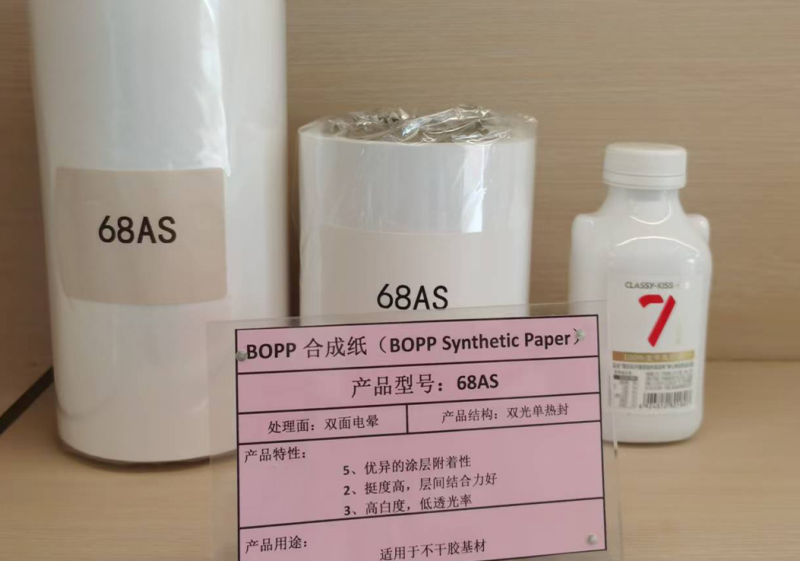 68AS
68AS
CLASSY·KISS
7
BOPP 合成纸（BOPP Synthetic Paper）
产品型号：68AS
处理面：双面电晕
产品结构：双光单热封
产品特性：
5、优异的涂层附着性
2、挺度高，层间结合力好
3、高白度，低透光率
产品用途：
适用于不干胶基材